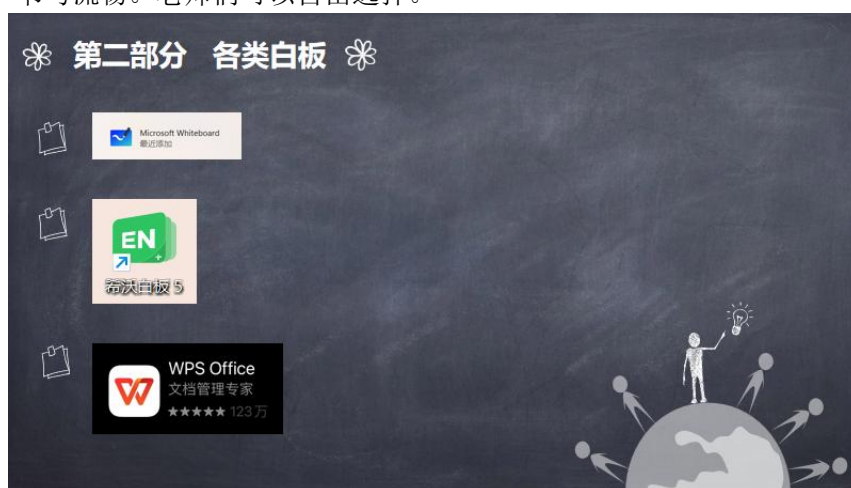 第二部分 各类白板
Microsoft Whiteboard
最近添加
EN
希沃白板 5
WPS Office
文档管理专家
★★★★★ 123万